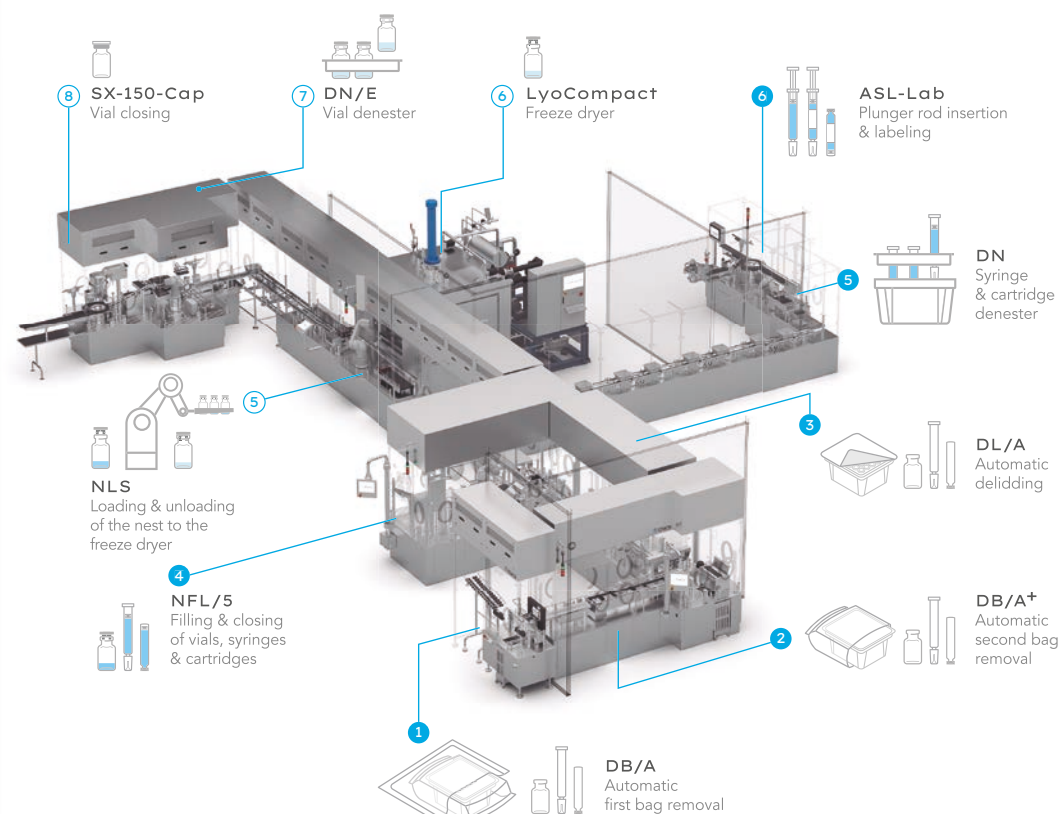 8
SX-150-Cap
Vial closing
7
DN/E
Vial denester
6
LyoCompact
Freeze dryer
6
ASL-Lab
Plunger rod insertion
& labeling
5
DN
Syringe
& cartridge
denester
5
NLS
Loading & unloading
of the nest to the
freeze dryer
3
DL/A
Automatic
delidding
4
NFL/5
Filling & closing
of vials, syringes
& cartridges
2
DB/A+
Automatic
second bag
removal
1
DB/A
Automatic
first bag removal